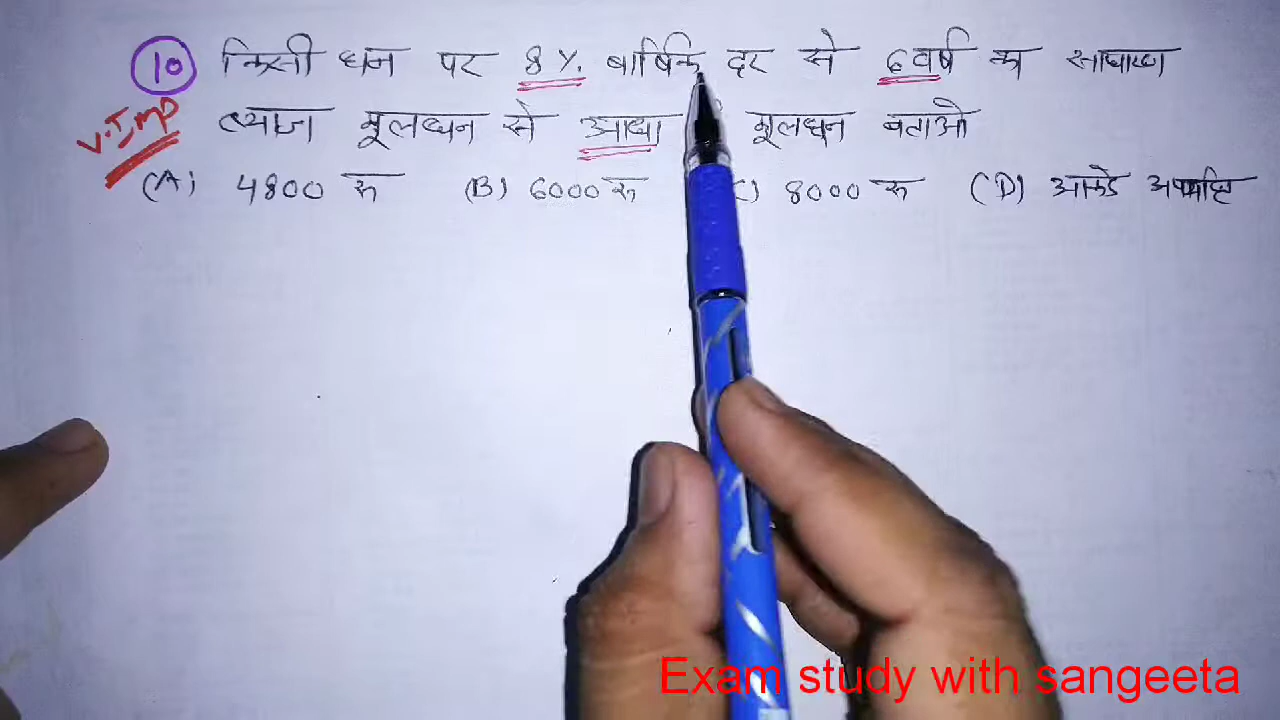 10 किसी धन पर 8% बार्षिक दर से 6 वर्ष का साधारण
V.Imp ब्याज मूलधन से आधा मूलधन बताओ
(A) 4800 रू (B) 6000 रू C) 8000 रू (D) आकडे अपर्याप्त
Exam study with sangeeta